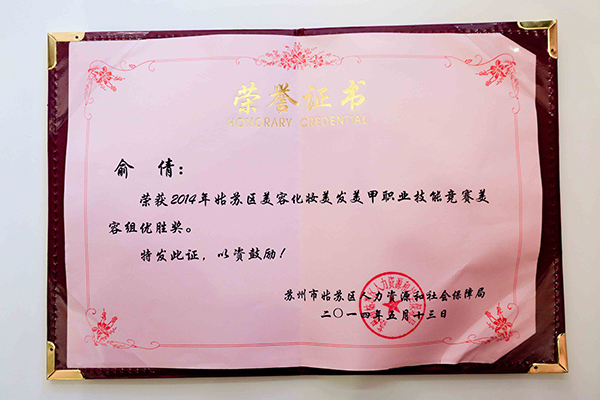 荣誉证书
HONORARY CREDENTIAL
俞 倩：
荣获2014年姑苏区美容化妆美发美甲职业技能竞赛美
容组优胜奖。
特发此证，以资鼓励！
苏州市姑苏区人力资源和社会保障局
二〇一四年五月十三日